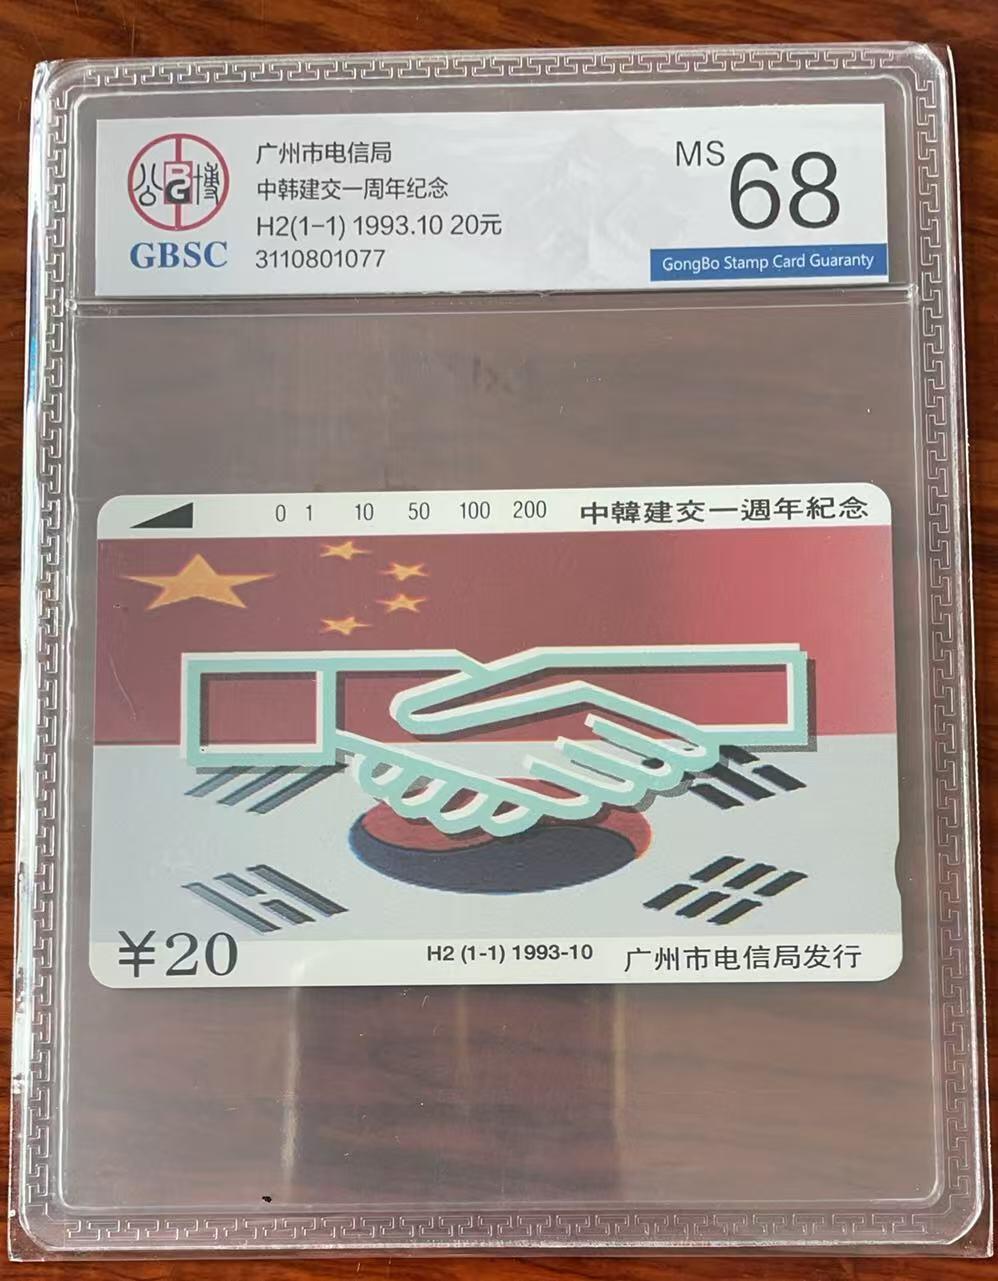 公博
BG
GBSC
广州市电信局
中韩建交一周年纪念
H2(1-1) 1993.10 20元
3110801077
MS 68
GongBo Stamp Card Guaranty
0 1 10 50 100 200 中韓建交一週年紀念
¥20 H2 (1-1) 1993-10 广州市电信局发行